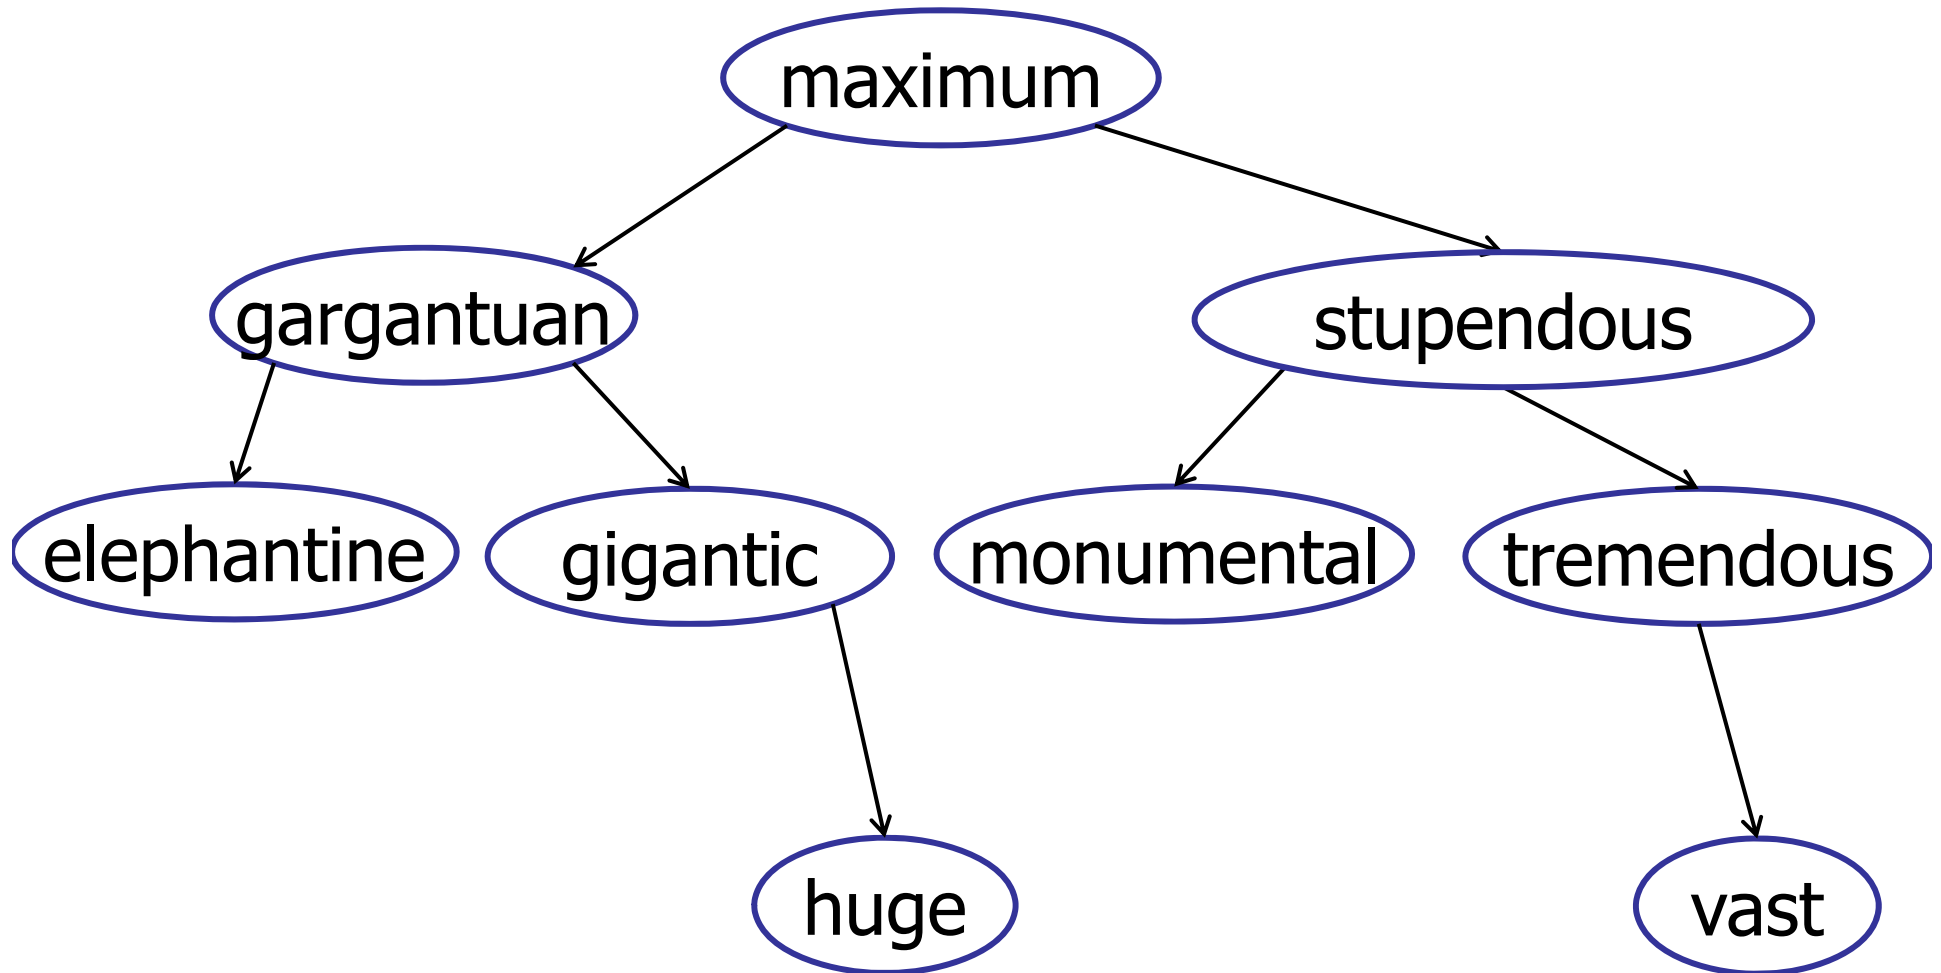 maximum
gargantuan
stupendous
elephantine
gigantic
monumental
tremendous
huge
vast